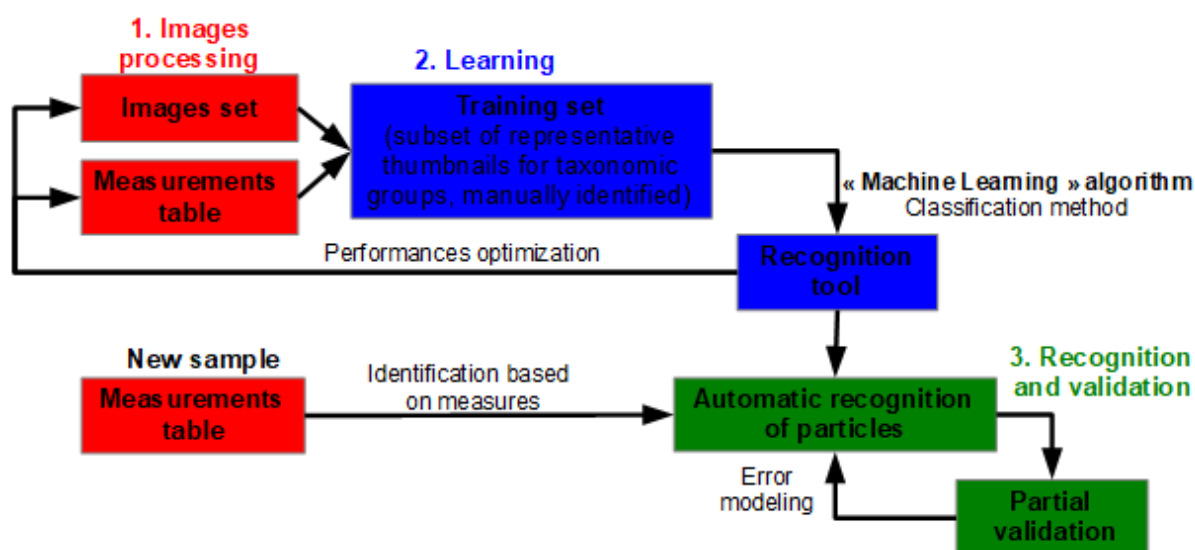 1. Images
processing
2. Learning
Images set
Training set
(subset of representative
thumbnails for taxonomic
groups, manually identified)
Measurements
table
« Machine Learning » algorithm
Classification method
Performances optimization
Recognition
tool
New sample
Measurements
table
Identification based
on measures
3. Recognition
and validation
Automatic recognition
of particles
Error
modeling
Partial
validation